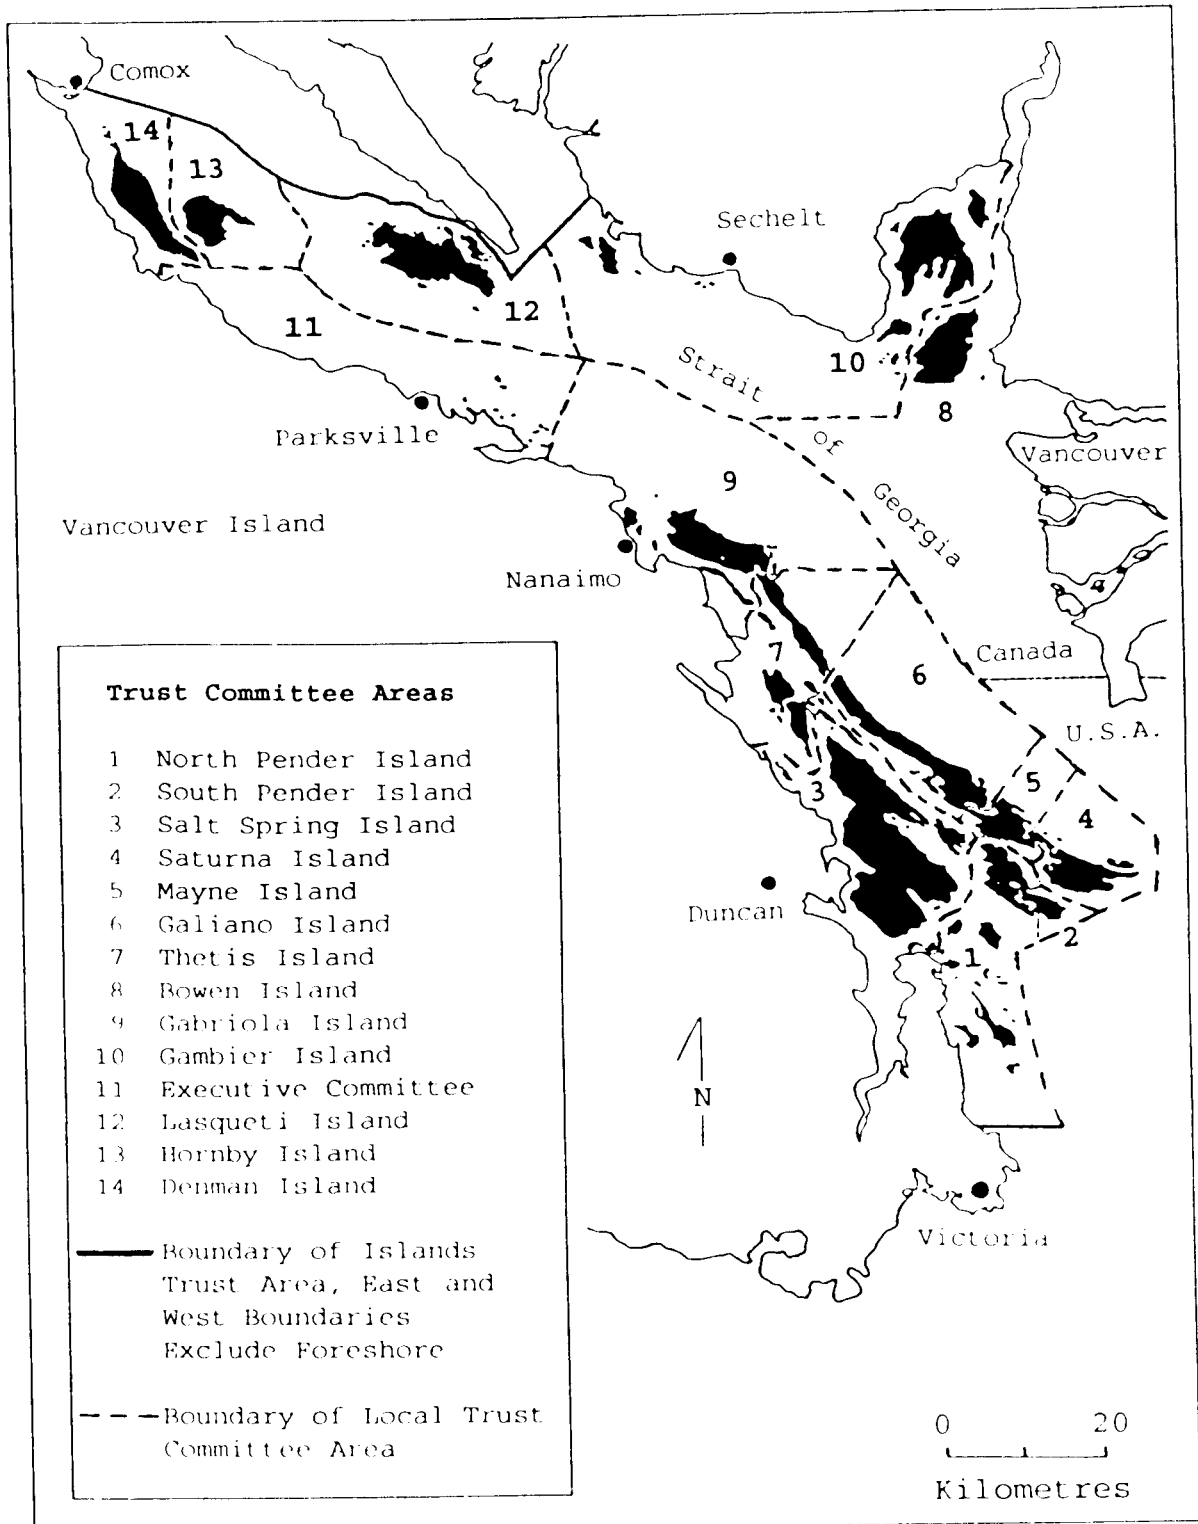 Comox
14
13
Sechelt
12
11
10
Strait
of
Georgia
8
Parksville
Vancouver
9
Vancouver Island
Nanaimo
7
6
Canada
U.S.A.
5
3
4
Duncan
2
1
N
Victoria
Trust Committee Areas
1 North Pender Island
2 South Pender Island
3 Salt Spring Island
4 Saturna Island
5 Mayne Island
6 Galiano Island
7 Thetis Island
8 Bowen Island
9 Gabriola Island
10 Gambier Island
11 Executive Committee
12 Lasqueti Island
13 Hornby Island
14 Denman Island
Boundary of Islands
Trust Area, East and
West Boundaries
Exclude Foreshore
Boundary of Local Trust
Committee Area
0 20
Kilometres